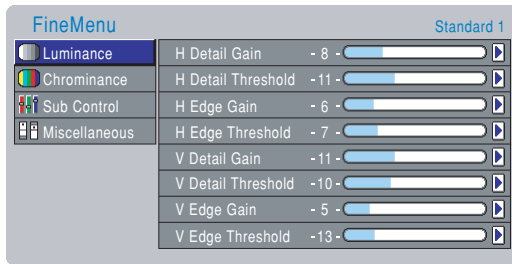 FineMenu
Standard 1
Luminance
Chrominance
Sub Control
Miscellaneous
H Detail Gain - 8 -
H Detail Threshold -11-
H Edge Gain - 6 -
H Edge Threshold - 7 -
V Detail Gain -11-
V Detail Threshold -10-
V Edge Gain - 5 -
V Edge Threshold -13-